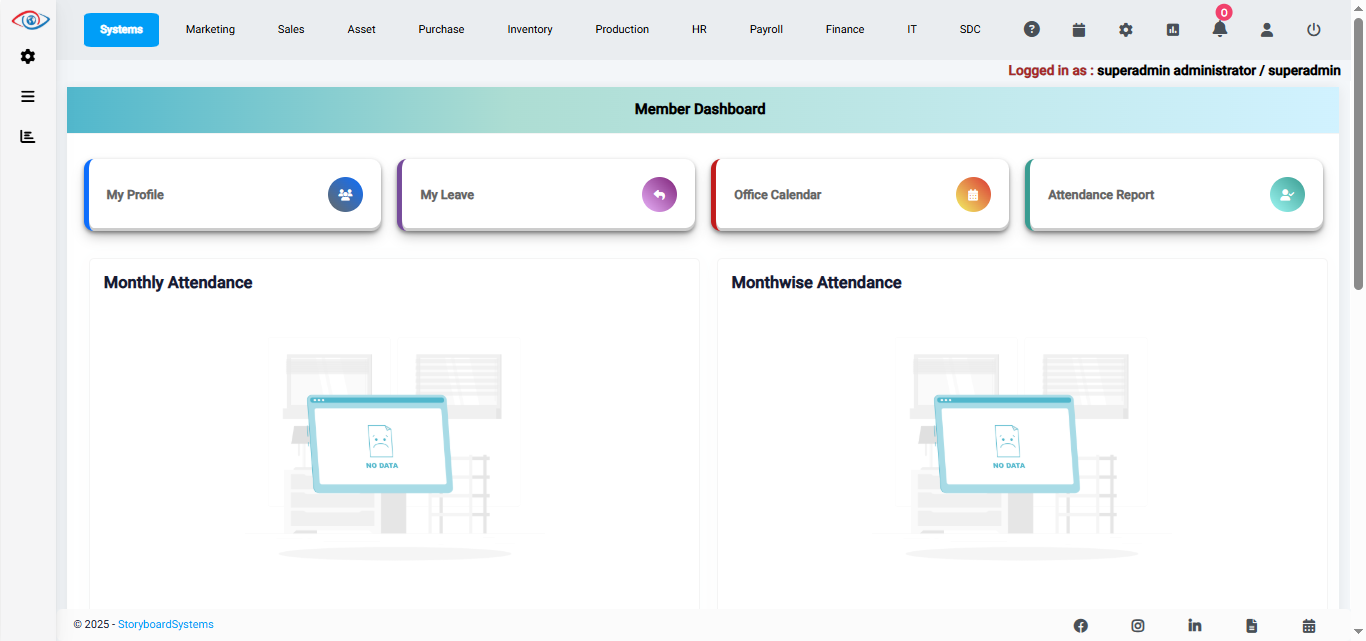 Systems Marketing Sales Asset Purchase Inventory Production HR Payroll Finance IT SDC 0
Logged in as : superadmin administrator / superadmin
Member Dashboard
My Profile My Leave Office Calendar Attendance Report
Monthly Attendance Monthwise Attendance
NO DATA NO DATA
© 2025 - StoryboardSystems